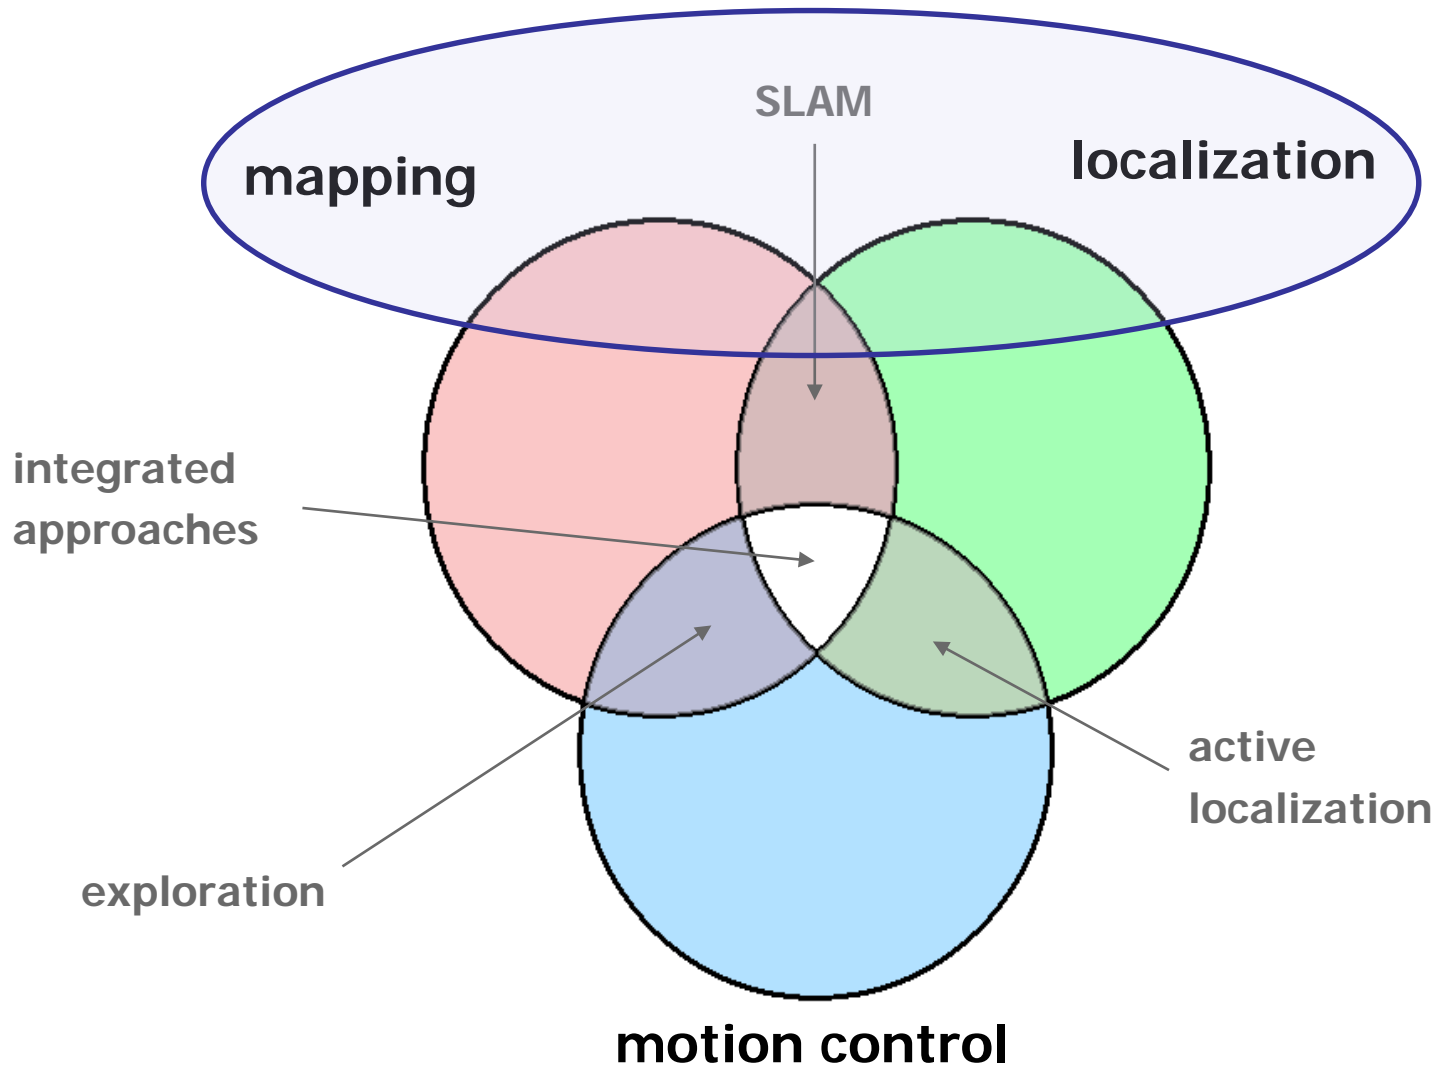 SLAM
mapping
localization
integrated
approaches
active
localization
exploration
motion control